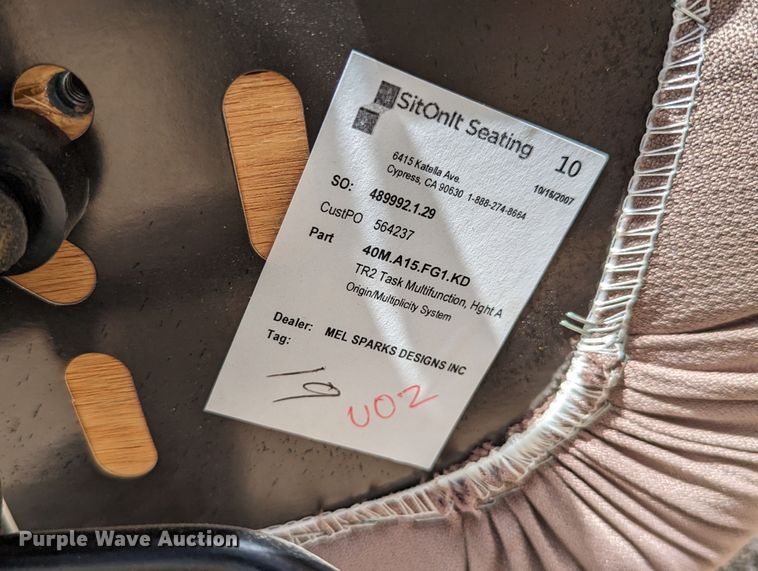 SitOnIt Seating
10
6415 Katella Ave.
Cypress, CA 90630 1-888-274-8664
10/15/2007
SO: 489992.1.29
CustPO 564237
Part 40M.A15.FG1.KD
TR2 Task Multifunction, Hght A
Origin/Multiplicity System
Dealer: MEL SPARKS DESIGNS INC
Tag:
U02
Purple Wave Auction